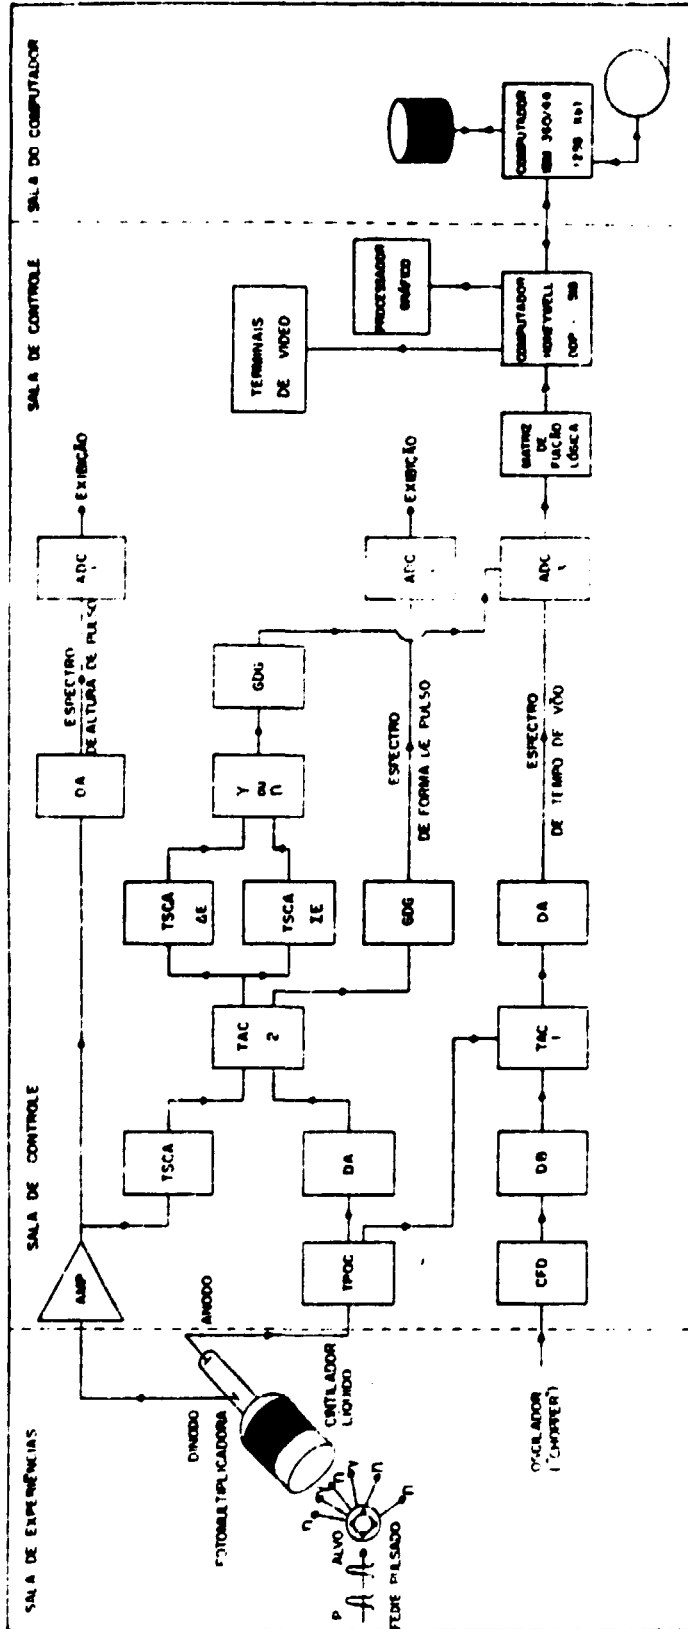 SALA DE EXPERIÊNCIAS
SALA DE CONTROLE
SALA DE CONTROLE
SALA DO COMPUTADOR
AMP
DA
ESPECTRO
DE ALTURA DE PULSO
ADC
EXIBIÇÃO
DINODO
FOTOMULTIPLICADORA
ANODO
CINTILADOR
LÍQUIDO
TSCA
TAC
2
TSCA
ΔE
TSCA
ΣE
γ
ou
n
GDG
TERMINAIS
DE VIDEO
PROCESSADOR
GRÁFICO
P
ALVO
FEIXE PULSADO
n
γ
n
γ
n
n
TPOC
DA
GDG
ESPECTRO
DE FORMA DE PULSO
ADC
EXIBIÇÃO
OSCILADOR
("CHOPPER")
CFD
DB
TAC
1
DA
ESPECTRO
DE TEMPO DE VÔO
ADC
MATRIZ
DE
FIAÇÃO
LÓGICA
COMPUTADOR
HONEYWELL
DDP -
COMPUTADOR
IBM 360/44